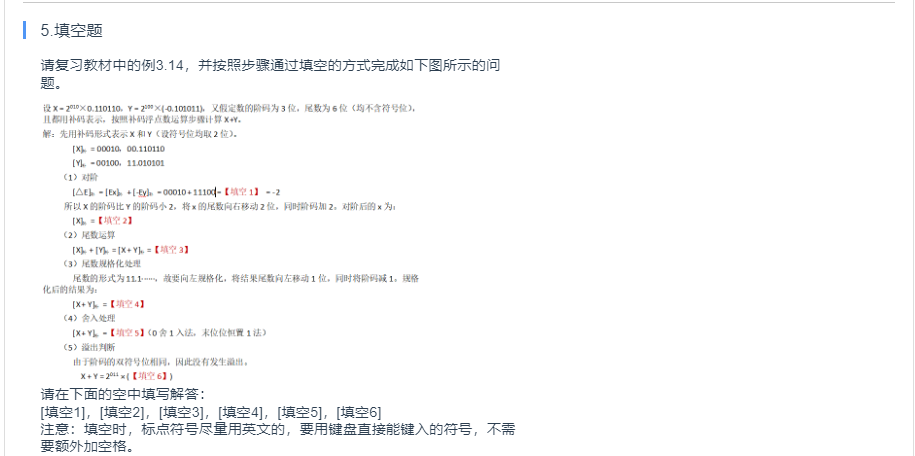 5.填空题
请复习教材中的例3.14，并按照步骤通过填空的方式完成如下图所示的问
题。
设 X = 2⁰¹⁰×0.110110，Y = 2¹⁰⁰×(-0.101011)，又假定数的阶码为 3 位，尾数为 6 位（均不含符号位），
且都用补码表示，按照补码浮点数运算步骤计算 X+Y。
解：先用补码形式表示 X 和 Y（设符号位均取 2 位）。
[X]补 = 00010，00.110110
[Y]补 = 00100，11.010101
（1）对阶
[△E]补 = [Ex]补 + [-Ey]补 = 00010 + 11100=【填空 1】 = -2
所以 X 的阶码比 Y 的阶码小 2，将 x 的尾数向右移动 2 位，同时阶码加 2，对阶后的 x 为：
[X]补 =【填空 2】
（2）尾数运算
[X]补 + [Y]补 = [X + Y]补 =【填空 3】
（3）尾数规格化处理
尾数的形式为 11.1……，故要向左规格化，将结果尾数向左移动 1 位，同时将阶码减 1，规格
化后的结果为：
[X + Y]补 =【填空 4】
（4）舍入处理
[X + Y]补 =【填空 5】（0 舍 1 入法，末位位恒置 1 法）
（5）溢出判断
由于阶码的双符号位相同，因此没有发生溢出。
X + Y = 2⁰¹¹ ×(【填空 6】)
请在下面的空中填写解答：
[填空1]，[填空2]，[填空3]，[填空4]，[填空5]，[填空6]
注意：填空时，标点符号尽量用英文的，要用键盘直接能键入的符号，不需
要额外加空格。